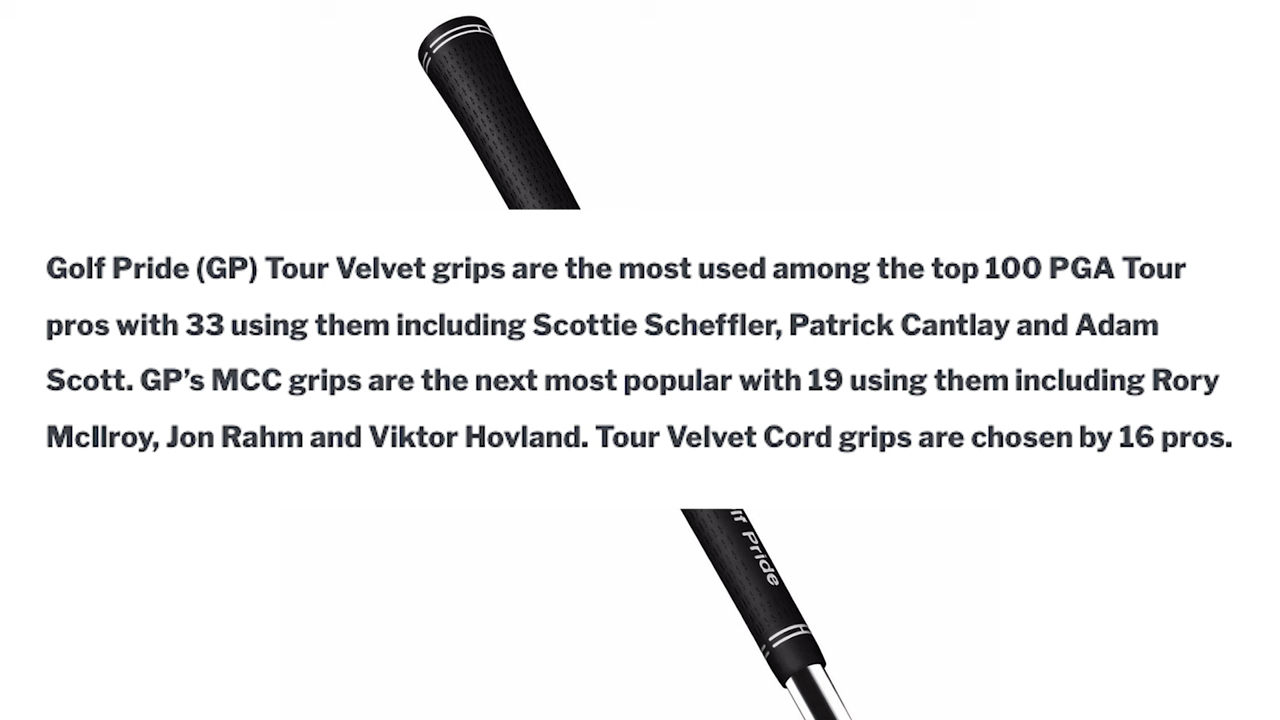 Golf Pride (GP) Tour Velvet grips are the most used among the top 100 PGA Tour
pros with 33 using them including Scottie Scheffler, Patrick Cantlay and Adam
Scott. GP’s MCC grips are the next most popular with 19 using them including Rory
McIlroy, Jon Rahm and Viktor Hovland. Tour Velvet Cord grips are chosen by 16 pros.
lf Pride